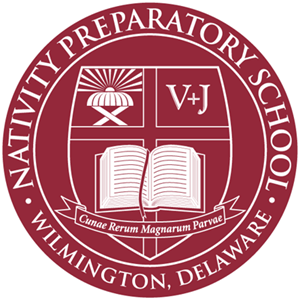 NATIVITY PREPARATORY SCHOOL
V+J
Cunae Rerum Magnarum Parvae
• WILMINGTON, DELAWARE •